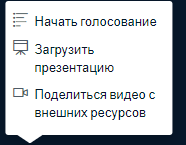 Начать голосование
Загрузить
презентацию
Поделиться видео с
внешних ресурсов